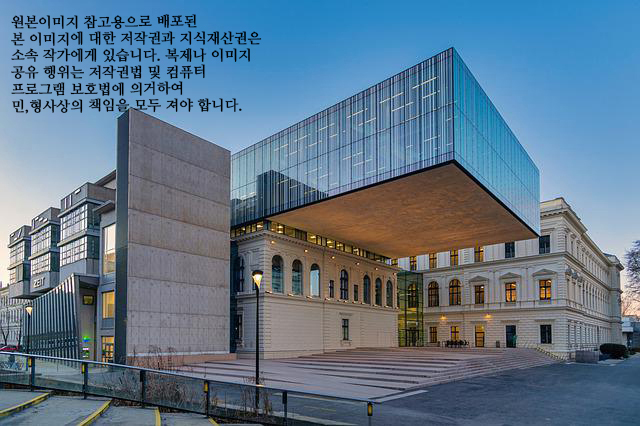 원본이미지 참고용으로 배포된
본 이미지에 대한 저작권과 지식재산권은
소속 작가에게 있습니다. 복제나 이미지
공유 행위는 저작권법 및 컴퓨터
프로그램 보호법에 의거하여
민,형사상의 책임을 모두 져야 합니다.